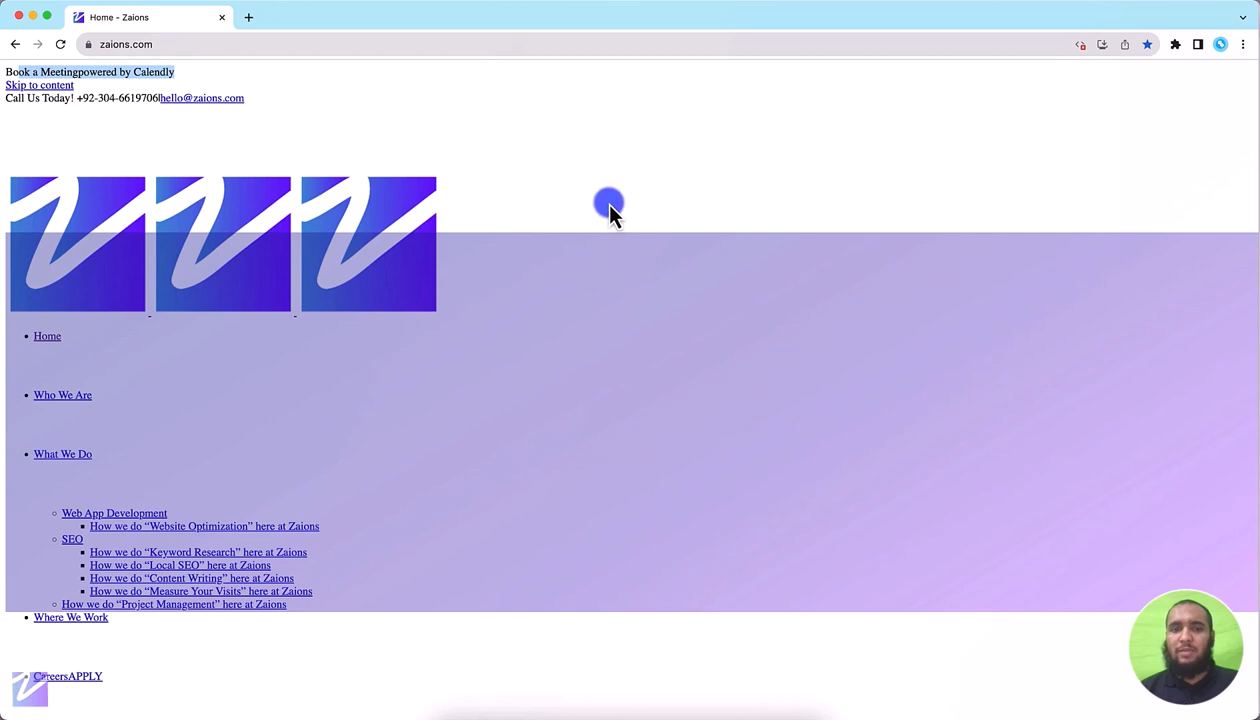 Home - Zaions
zaions.com
Book a Meetingpowered by Calendly
Skip to content
Call Us Today! +92-304-6619706|hello@zaions.com
Home
Who We Are
What We Do
Web App Development
How we do “Website Optimization” here at Zaions
SEO
How we do “Keyword Research” here at Zaions
How we do “Local SEO” here at Zaions
How we do “Content Writing” here at Zaions
How we do “Measure Your Visits” here at Zaions
How we do “Project Management” here at Zaions
Where We Work
CareersAPPLY